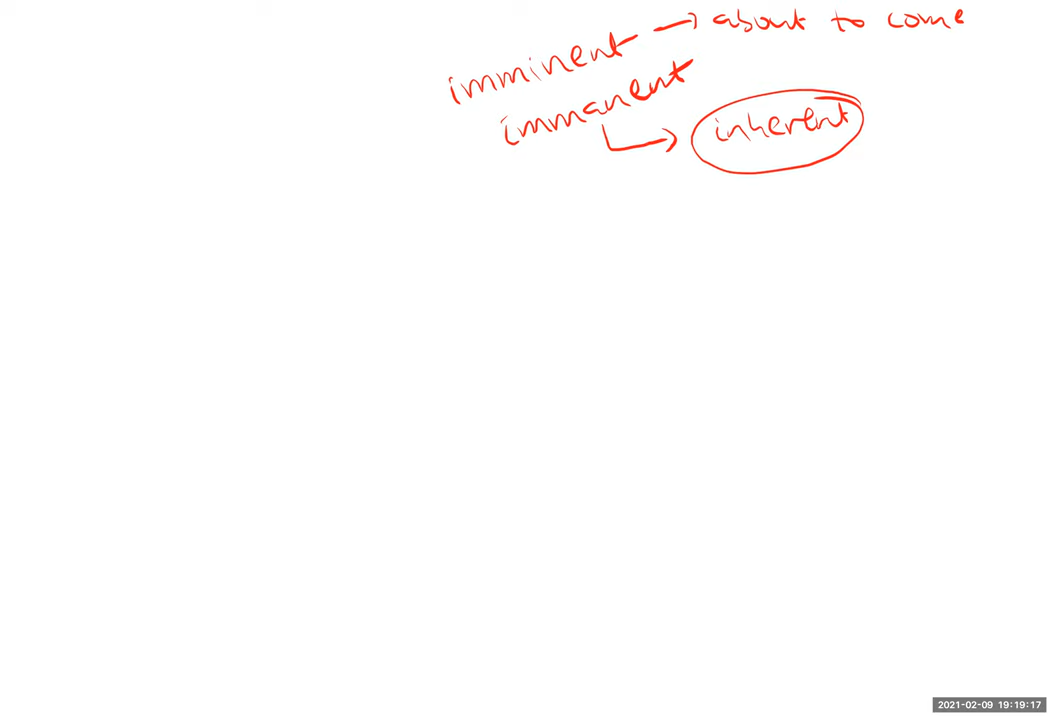 imminent → about to come
immanent
↳ inherent
2021-02-09 19:19:17